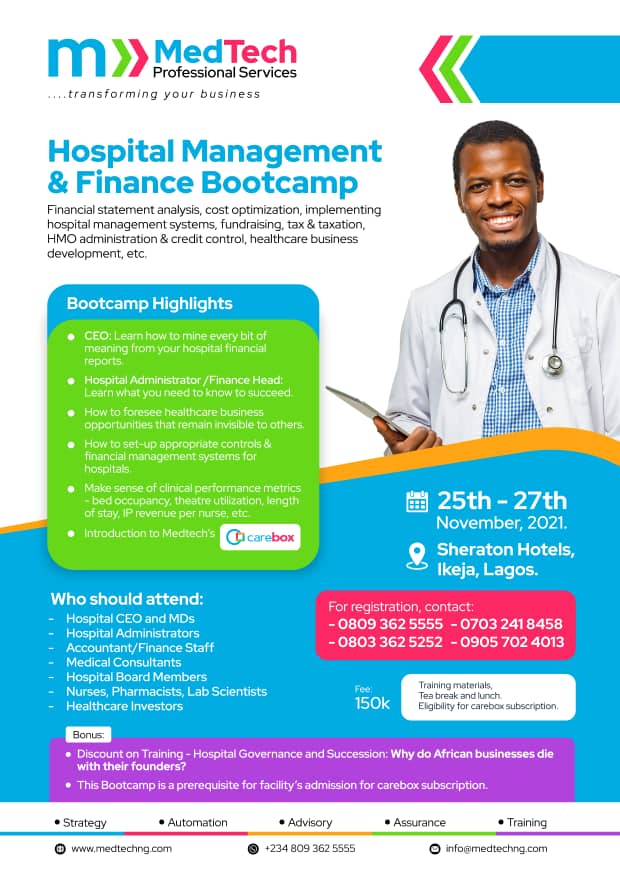 m MedTech
Professional Services
....transforming your business
Hospital Management
& Finance Bootcamp
Financial statement analysis, cost optimization, implementing
hospital management systems, fundraising, tax & taxation,
HMO administration & credit control, healthcare business
development, etc.
Bootcamp Highlights
CEO: Learn how to mine every bit of
meaning from your hospital financial
reports.
Hospital Administrator /Finance Head:
Learn what you need to know to succeed.
How to foresee healthcare business
opportunities that remain invisible to others.
How to set-up appropriate controls &
financial management systems for
hospitals.
Make sense of clinical performance metrics
- bed occupancy, theatre utilization, length
of stay, IP revenue per nurse, etc.
Introduction to Medtech's carebox
25th - 27th
November, 2021.
Sheraton Hotels,
Ikeja, Lagos.
Who should attend:
- Hospital CEO and MDs
- Hospital Administrators
- Accountant/Finance Staff
- Medical Consultants
- Hospital Board Members
- Nurses, Pharmacists, Lab Scientists
- Healthcare Investors
For registration, contact:
- 0809 362 5555 - 0703 241 8458
- 0803 362 5252 - 0905 702 4013
Fee:
150k
Training materials,
Tea break and lunch.
Eligibility for carebox subscription.
Bonus:
Discount on Training - Hospital Governance and Succession: Why do African businesses die
with their founders?
This Bootcamp is a prerequisite for facility's admission for carebox subscription.
• Strategy • Automation • Advisory • Assurance • Training
www.medtechng.com +234 809 362 5555 info@medtechng.com